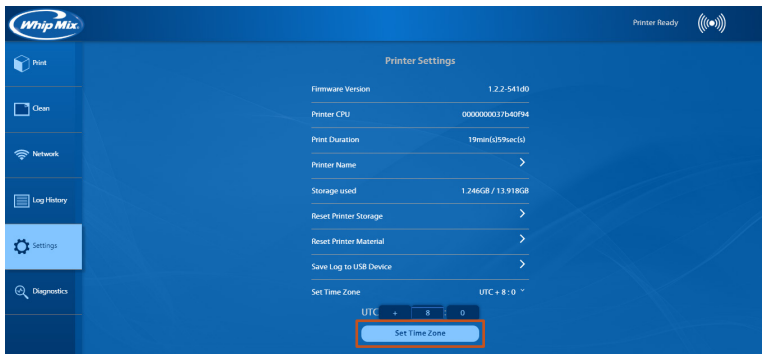 Whip Mix
Printer Ready
Print
Clean
Network
Log History
Settings
Diagnostics
Printer Settings
Firmware Version 1.2.2-541d0
Printer CPU 0000000037b40f94
Print Duration 19min(s)59sec(s)
Printer Name
Storage used 1.246GB / 13.918GB
Reset Printer Storage
Reset Printer Material
Save Log to USB Device
Set Time Zone UTC + 8 : 0
UTC + 8 : 0
Set Time Zone